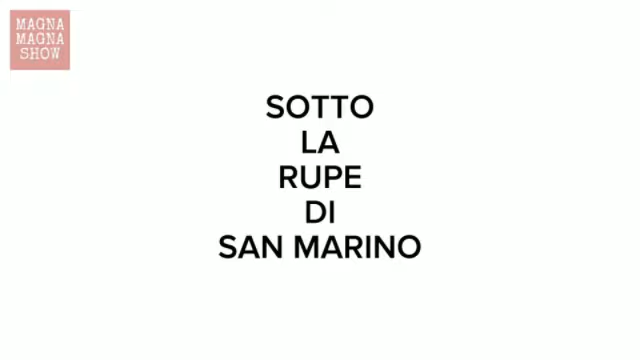 MAGNA
MAGNA
SHOW
SOTTO
LA
RUPE
DI
SAN MARINO